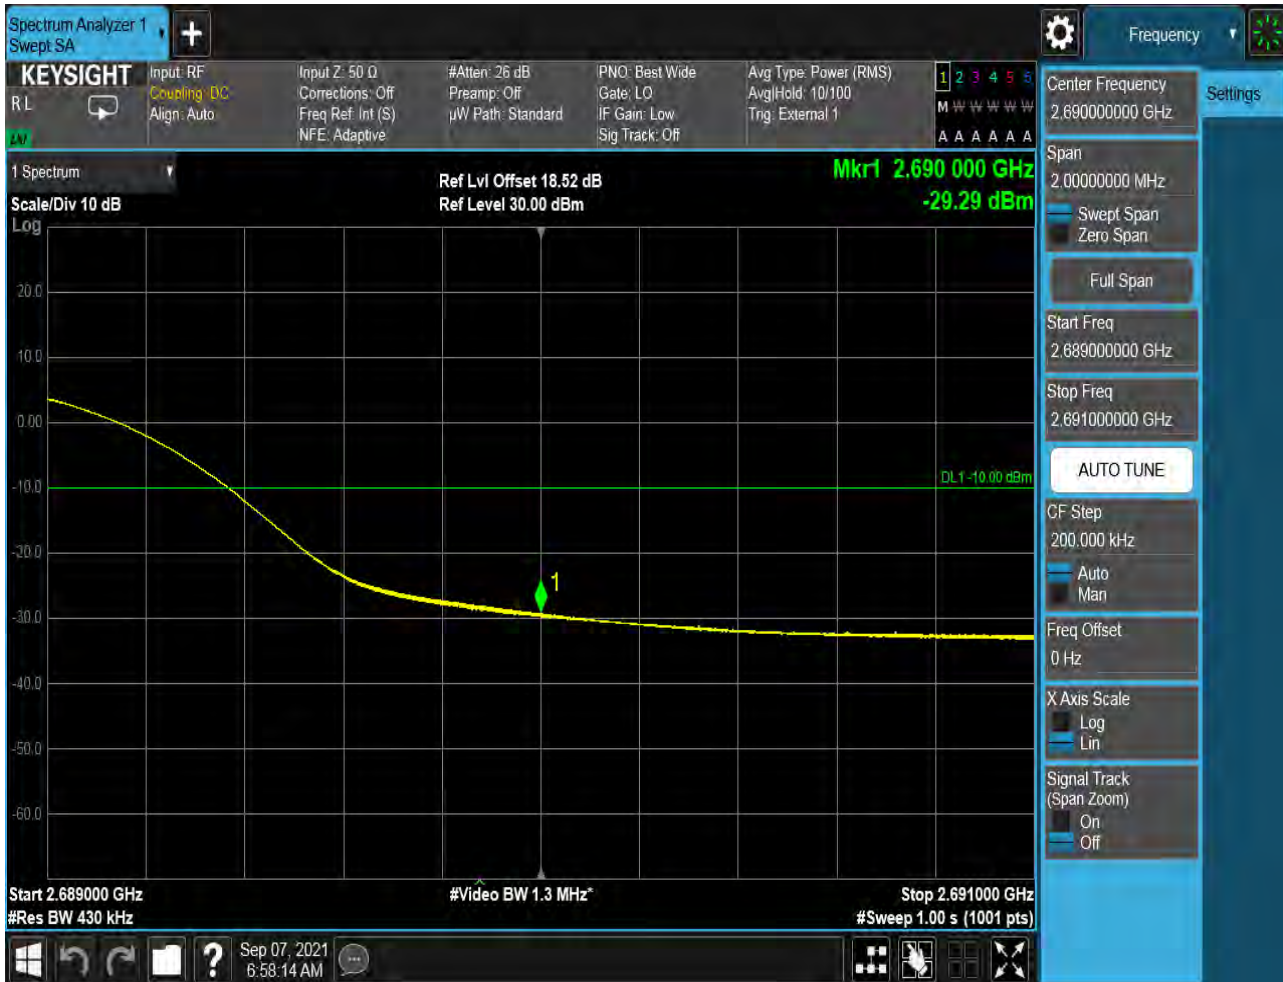 Spectrum Analyzer 1
Swept SA
Frequency
KEYSIGHT
R L
LXI
Input: RF
Coupling: DC
Align: Auto
Input Z: 50 Ω
Corrections: Off
Freq Ref: Int (S)
NFE: Adaptive
#Atten: 26 dB
Preamp: Off
µW Path: Standard
PNO: Best Wide
Gate: LO
IF Gain: Low
Sig Track: Off
Avg Type: Power (RMS)
Avg|Hold: 10/100
Trig: External 1
1 2 3 4 5 6
M W W W W W
A A A A A A
1 Spectrum
Scale/Div 10 dB
Log
Ref Lvl Offset 18.52 dB
Ref Level 30.00 dBm
Mkr1 2.690 000 GHz
-29.29 dBm
20.0
10.0
0.00
-10.0
-20.0
-30.0
-40.0
-50.0
-60.0
DL1 -10.00 dBm
1
Start 2.689000 GHz
#Res BW 430 kHz
#Video BW 1.3 MHz*
Stop 2.691000 GHz
#Sweep 1.00 s (1001 pts)
Center Frequency
2.690000000 GHz
Settings
Span
2.00000000 MHz
Swept Span
Zero Span
Full Span
Start Freq
2.689000000 GHz
Stop Freq
2.691000000 GHz
AUTO TUNE
CF Step
200.000 kHz
Auto
Man
Freq Offset
0 Hz
X Axis Scale
Log
Lin
Signal Track
(Span Zoom)
On
Off
?
Sep 07, 2021
6:58:14 AM